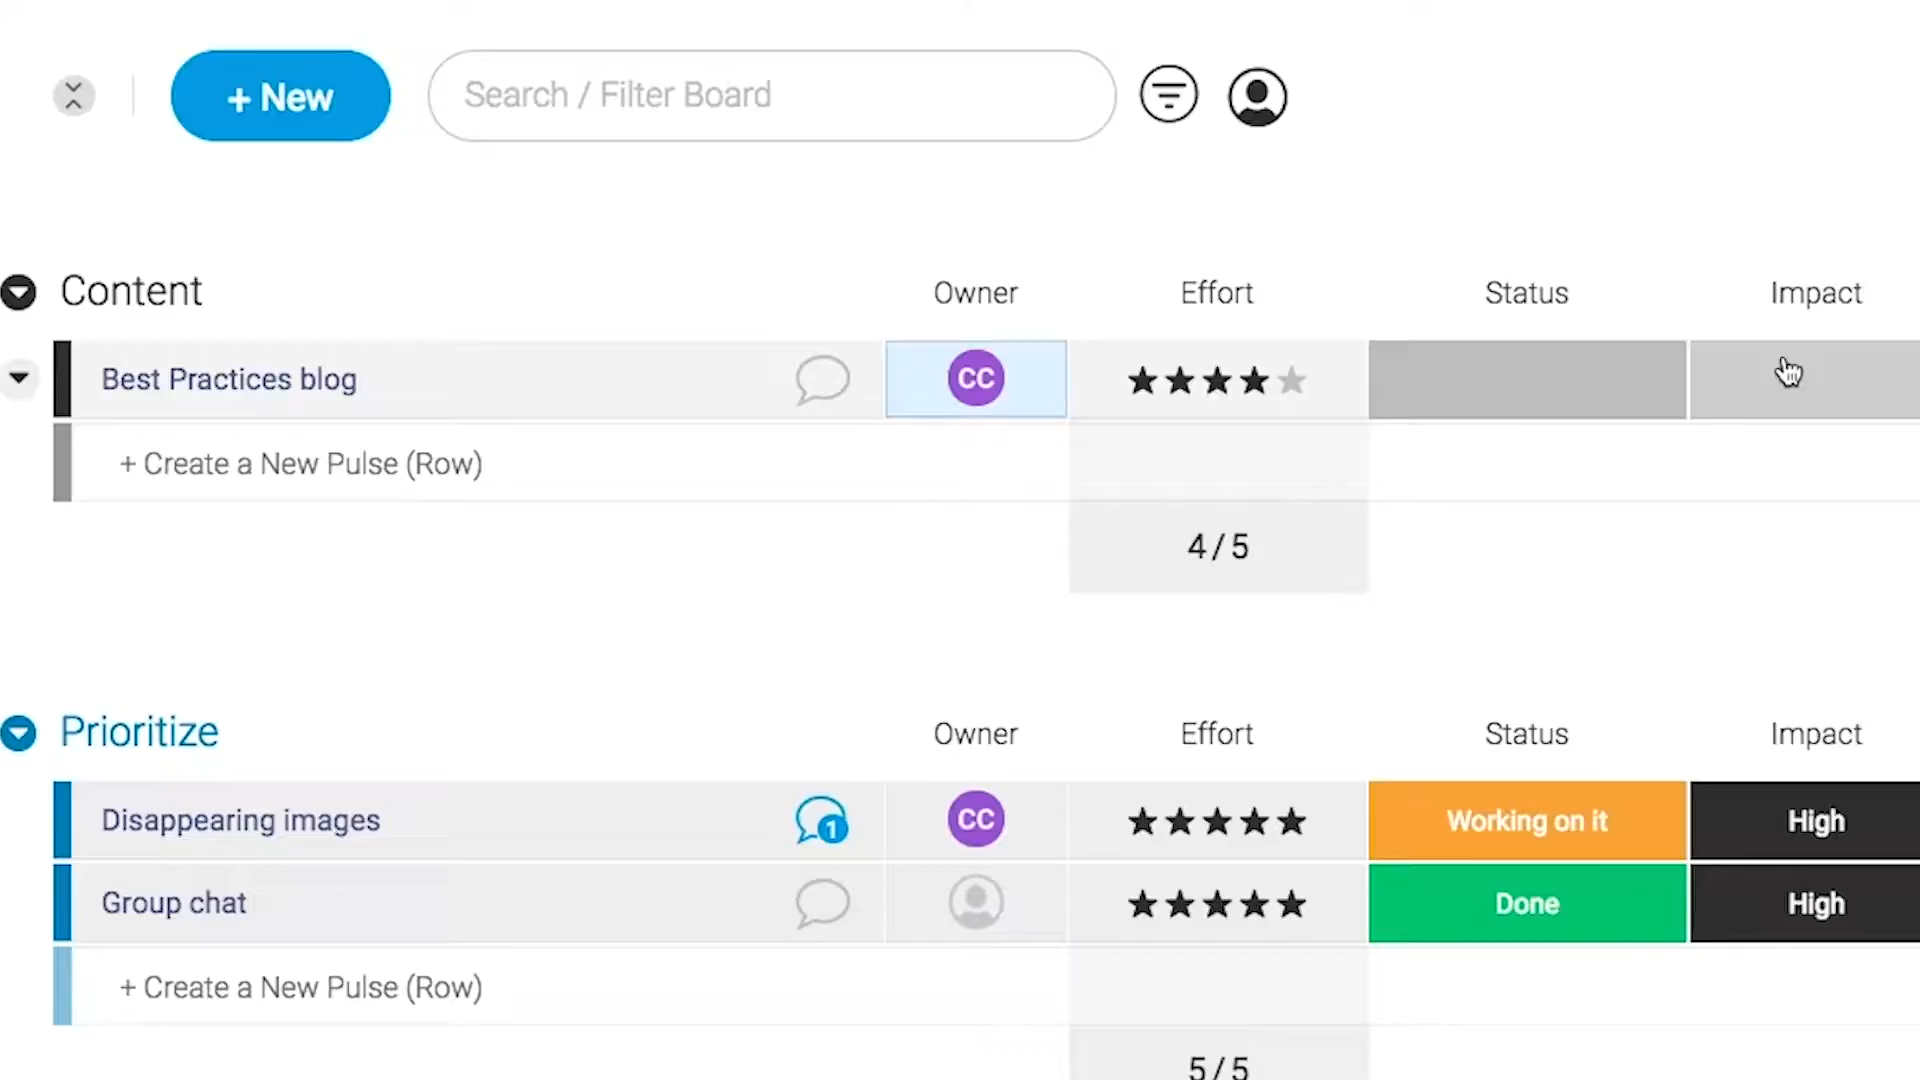 + New
Search / Filter Board
Content Owner Effort Status Impact
Best Practices blog CC
+ Create a New Pulse (Row)
4 / 5
Prioritize Owner Effort Status Impact
Disappearing images 1 CC Working on it High
Group chat Done High
+ Create a New Pulse (Row)
5 / 5